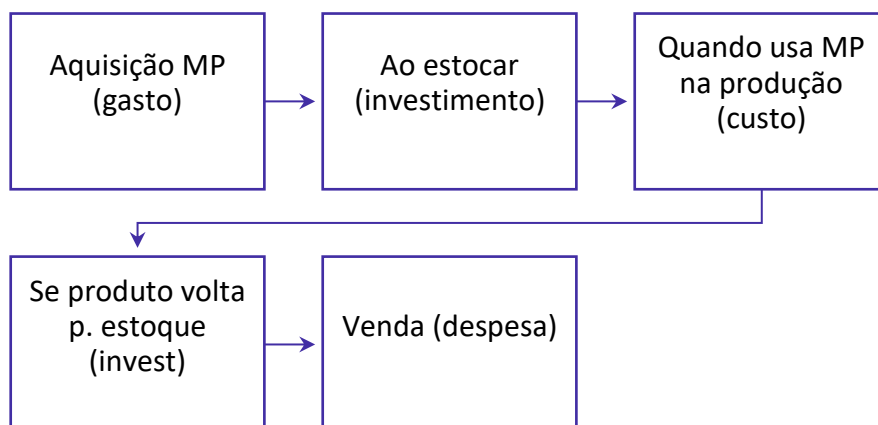 Aquisição MP
(gasto)
Ao estocar
(investimento)
Quando usa MP
na produção
(custo)
Se produto volta
p. estoque
(invest)
Venda (despesa)